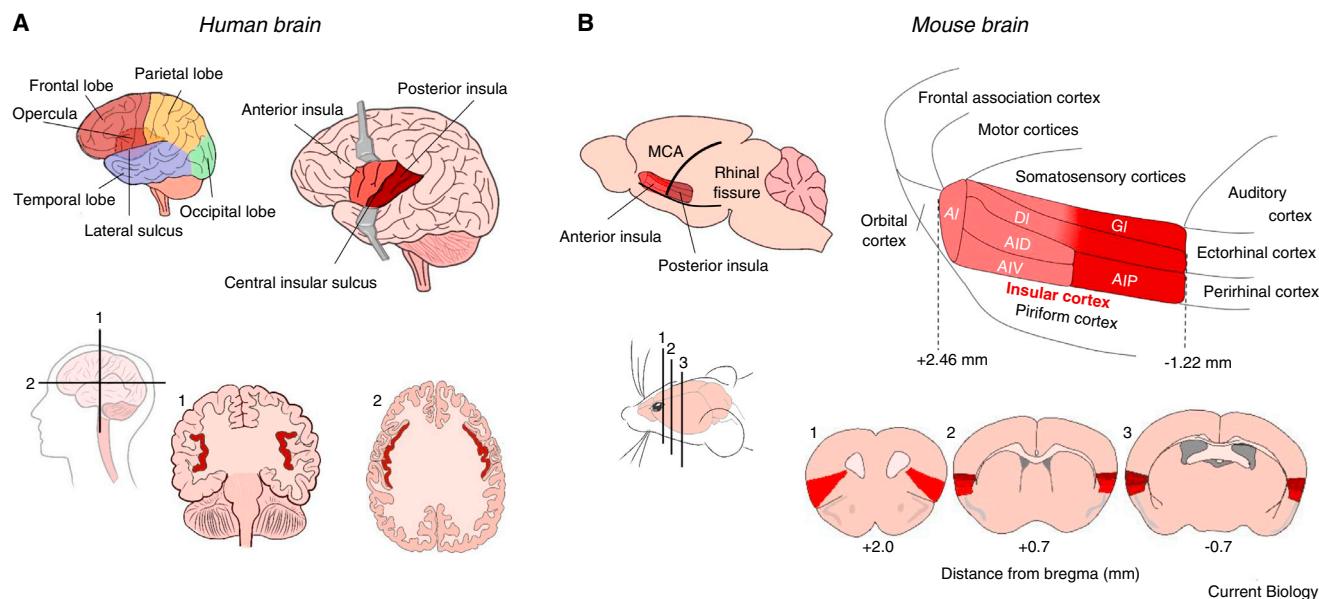 A
Human brain
Parietal lobe
Frontal lobe
Opercula
Temporal lobe
Occipital lobe
Lateral sulcus
Posterior insula
Anterior insula
Central insular sulcus
1
2
1
2
B
Mouse brain
MCA
Rhinal
fissure
Anterior insula
Posterior insula
Frontal association cortex
Motor cortices
Somatosensory cortices
Auditory
cortex
Orbital
cortex
AI
DI
GI
AID
AIV
AIP
Ectorhinal cortex
Perirhinal cortex
Insular cortex
Piriform cortex
+2.46 mm
-1.22 mm
1
2
3
1
2
3
+2.0
+0.7
-0.7
Distance from bregma (mm)
Current Biology